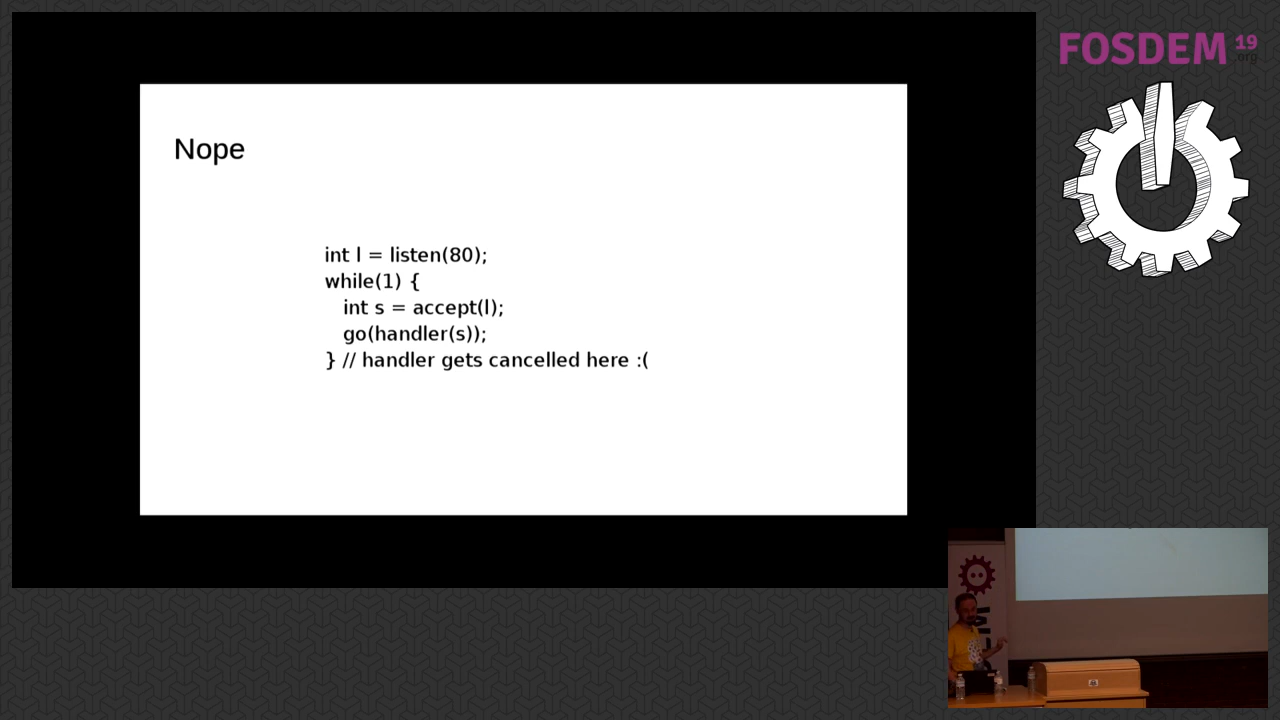 FOSDEM 19
.org
Nope
int l = listen(80);
while(1) {
int s = accept(l);
go(handler(s));
} // handler gets cancelled here :(